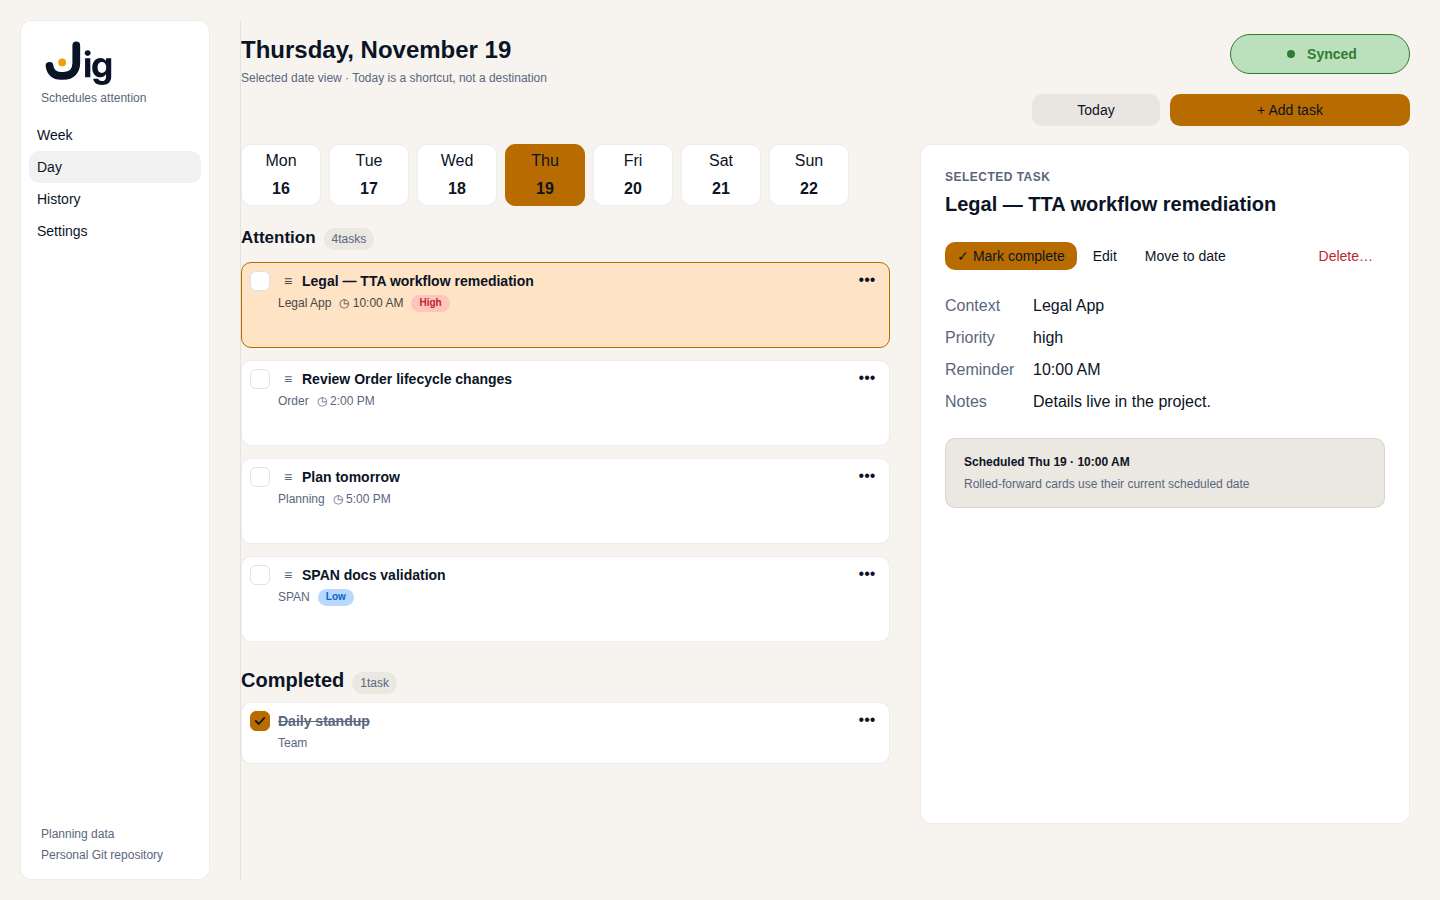 Jig
Schedules attention
Week
Day
History
Settings
Planning data
Personal Git repository
Thursday, November 19
Selected date view · Today is a shortcut, not a destination
Synced
Today
+ Add task
Mon Tue Wed Thu Fri Sat Sun
16 17 18 19 20 21 22
Attention 4tasks
≡ Legal — TTA workflow remediation •••
Legal App ◷ 10:00 AM High
≡ Review Order lifecycle changes •••
Order ◷ 2:00 PM
≡ Plan tomorrow •••
Planning ◷ 5:00 PM
≡ SPAN docs validation •••
SPAN Low
Completed 1task
Daily standup •••
Team
SELECTED TASK
Legal — TTA workflow remediation
✓ Mark complete Edit Move to date Delete…
Context Legal App
Priority high
Reminder 10:00 AM
Notes Details live in the project.
Scheduled Thu 19 · 10:00 AM
Rolled-forward cards use their current scheduled date